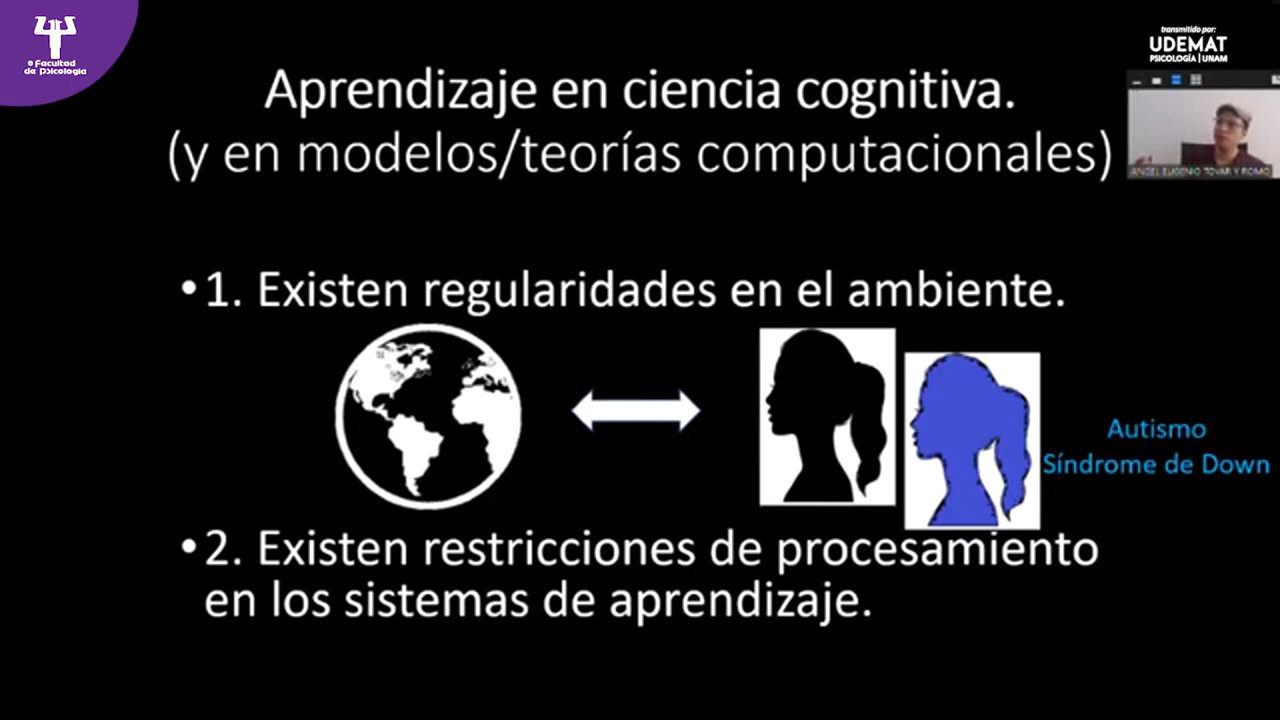 Facultad
de Psicología
transmitido por:
UDEMAT
PSICOLOGÍA | UNAM
Aprendizaje en ciencia cognitiva.
(y en modelos/teorías computacionales)
ANGEL EUGENIO TOVAR Y ROMO
• 1. Existen regularidades en el ambiente.
Autismo
Síndrome de Down
• 2. Existen restricciones de procesamiento
en los sistemas de aprendizaje.